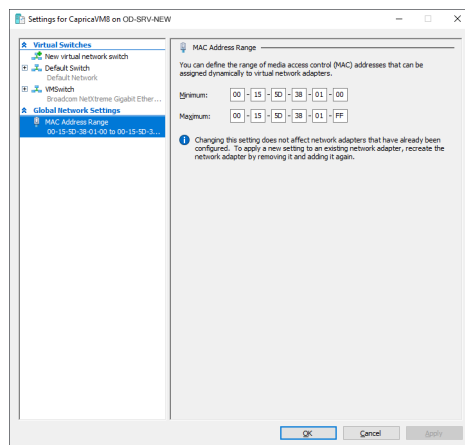 Settings for CapricaVM8 on OD-SRV-NEW
Virtual Switches
New virtual network switch
Default Switch
Default Network
VMSwitch
Broadcom NetXtreme Gigabit Ether...
Global Network Settings
MAC Address Range
00-15-5D-38-01-00 to 00-15-5D-3...
MAC Address Range
You can define the range of media access control (MAC) addresses that can be
assigned dynamically to virtual network adapters.
Minimum: 00 - 15 - 5D - 38 - 01 - 00
Maximum: 00 - 15 - 5D - 38 - 01 - FF
Changing this setting does not affect network adapters that have already been
configured. To apply a new setting to an existing network adapter, recreate the
network adapter by removing it and adding it again.
OK Cancel Apply